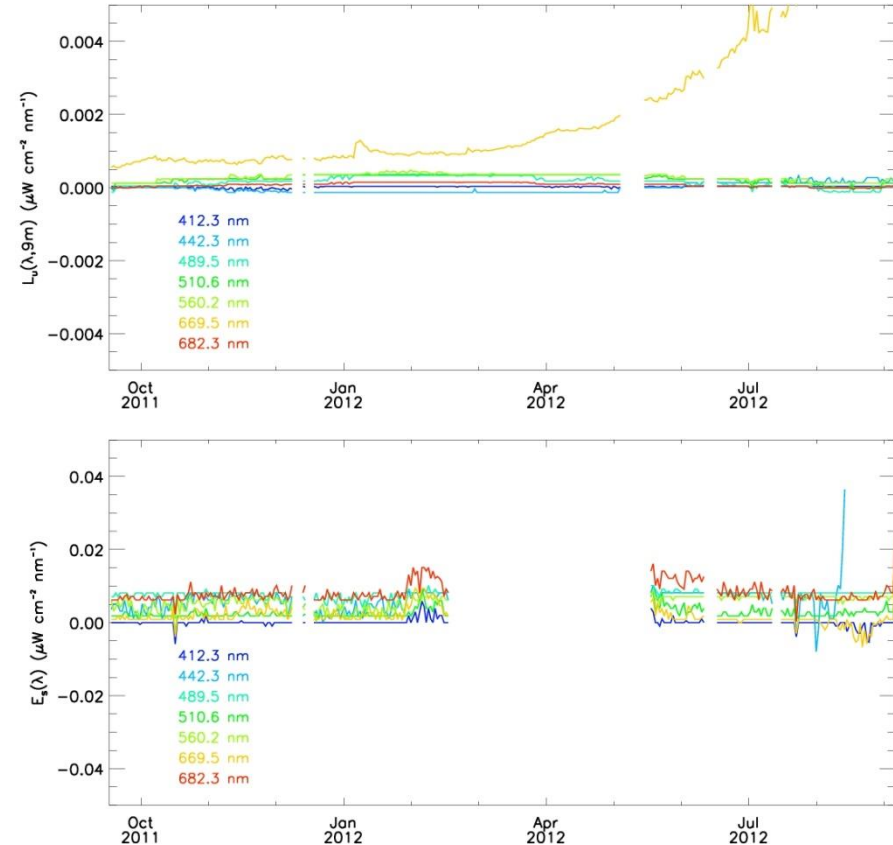 0.004
0.002
0.000
−0.002
−0.004
Lᵤ(λ,9m) (μW cm⁻² nm⁻¹)
412.3 nm
442.3 nm
489.5 nm
510.6 nm
560.2 nm
669.5 nm
682.3 nm
Oct Jan Apr Jul
2011 2012 2012 2012
0.04
0.02
0.00
−0.02
−0.04
Eₛ(λ) (μW cm⁻² nm⁻¹)
412.3 nm
442.3 nm
489.5 nm
510.6 nm
560.2 nm
669.5 nm
682.3 nm
Oct Jan Apr Jul
2011 2012 2012 2012